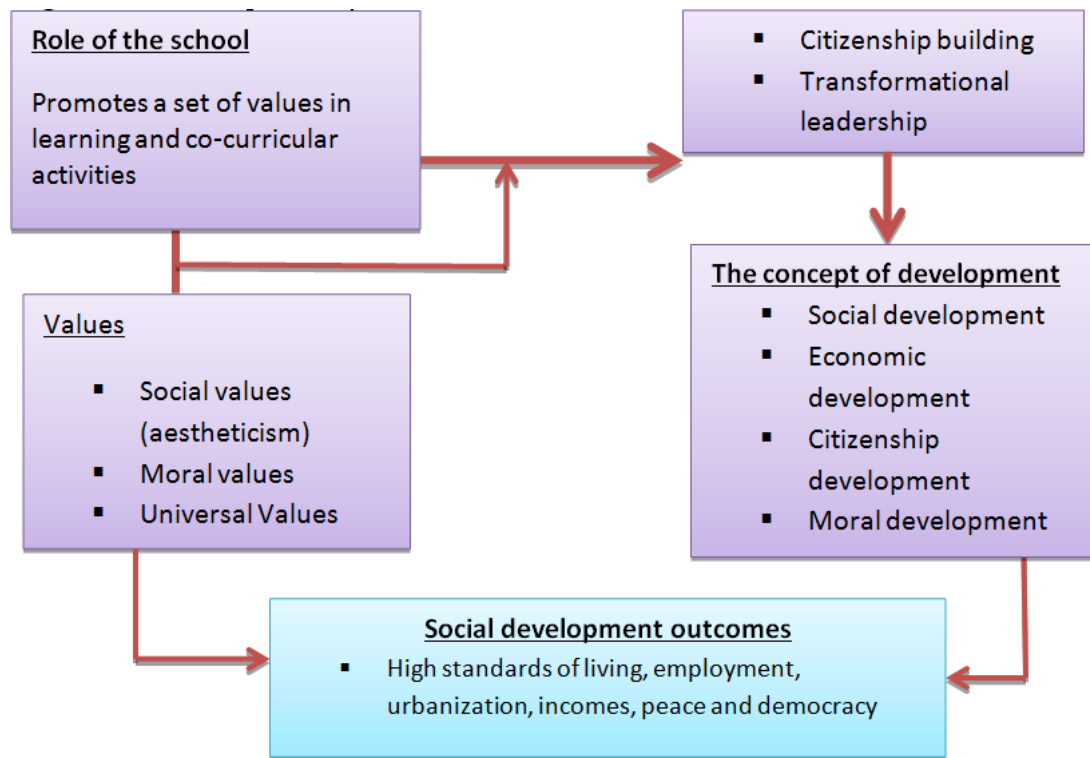 Role of the school
Promotes a set of values in
learning and co-curricular
activities
▪ Citizenship building
▪ Transformational
leadership
The concept of development
▪ Social development
▪ Economic
development
▪ Citizenship
development
▪ Moral development
Values
▪ Social values
(aestheticism)
▪ Moral values
▪ Universal Values
Social development outcomes
▪ High standards of living, employment,
urbanization, incomes, peace and democracy